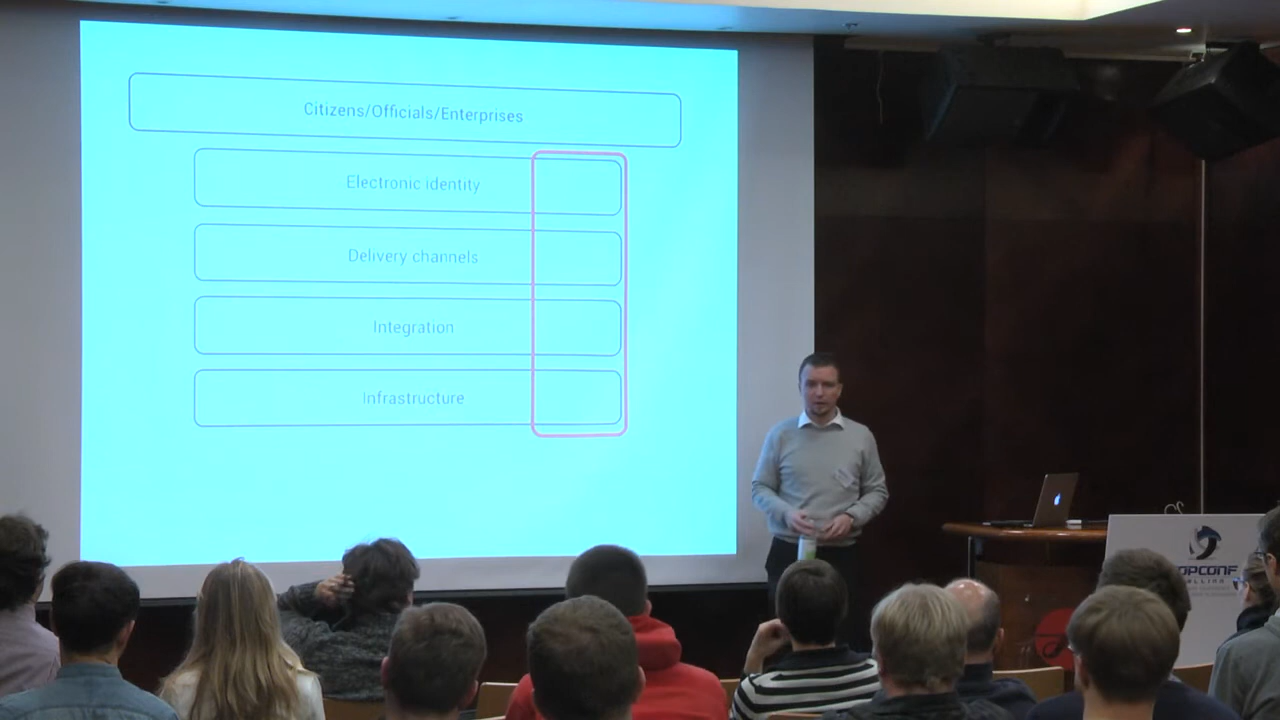 Citizens/Officials/Enterprises
Electronic identity
Delivery channels
Integration
Infrastructure
OPCONF